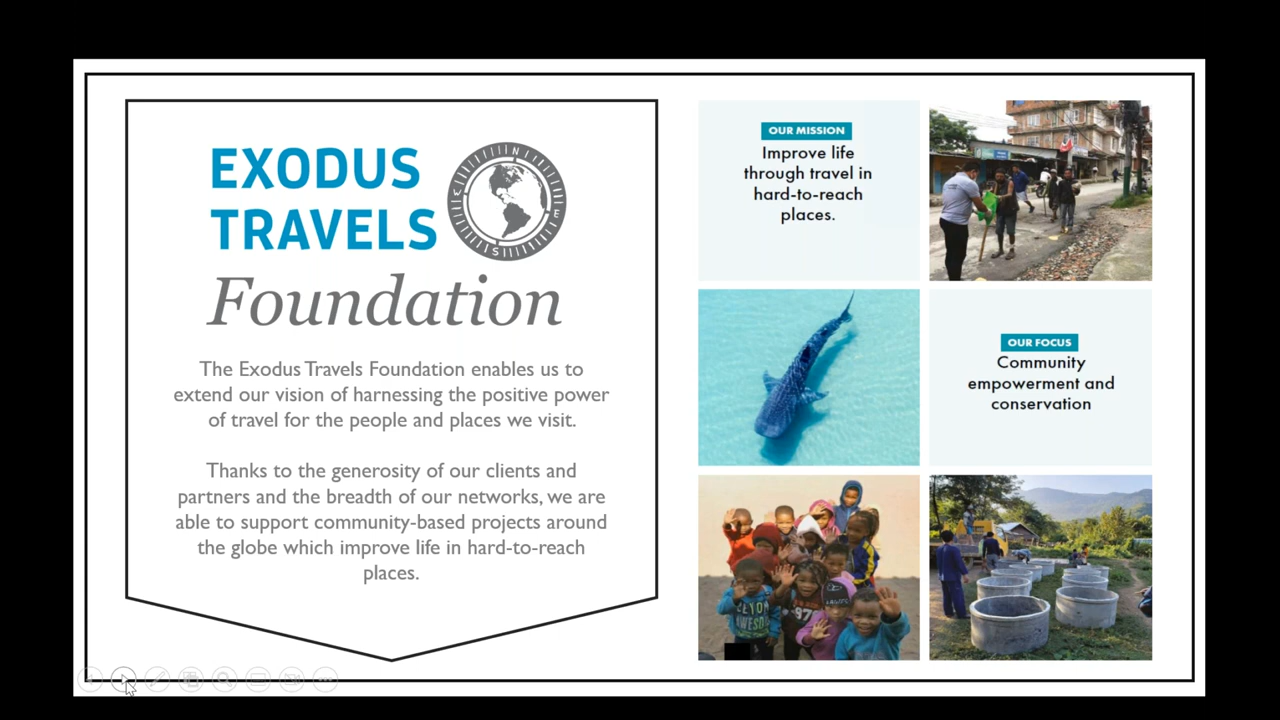 EXODUS
TRAVELS
Foundation
The Exodus Travels Foundation enables us to
extend our vision of harnessing the positive power
of travel for the people and places we visit.
Thanks to the generosity of our clients and
partners and the breadth of our networks, we are
able to support community-based projects around
the globe which improve life in hard-to-reach
places.
OUR MISSION
Improve life
through travel in
hard-to-reach
places.
OUR FOCUS
Community
empowerment and
conservation